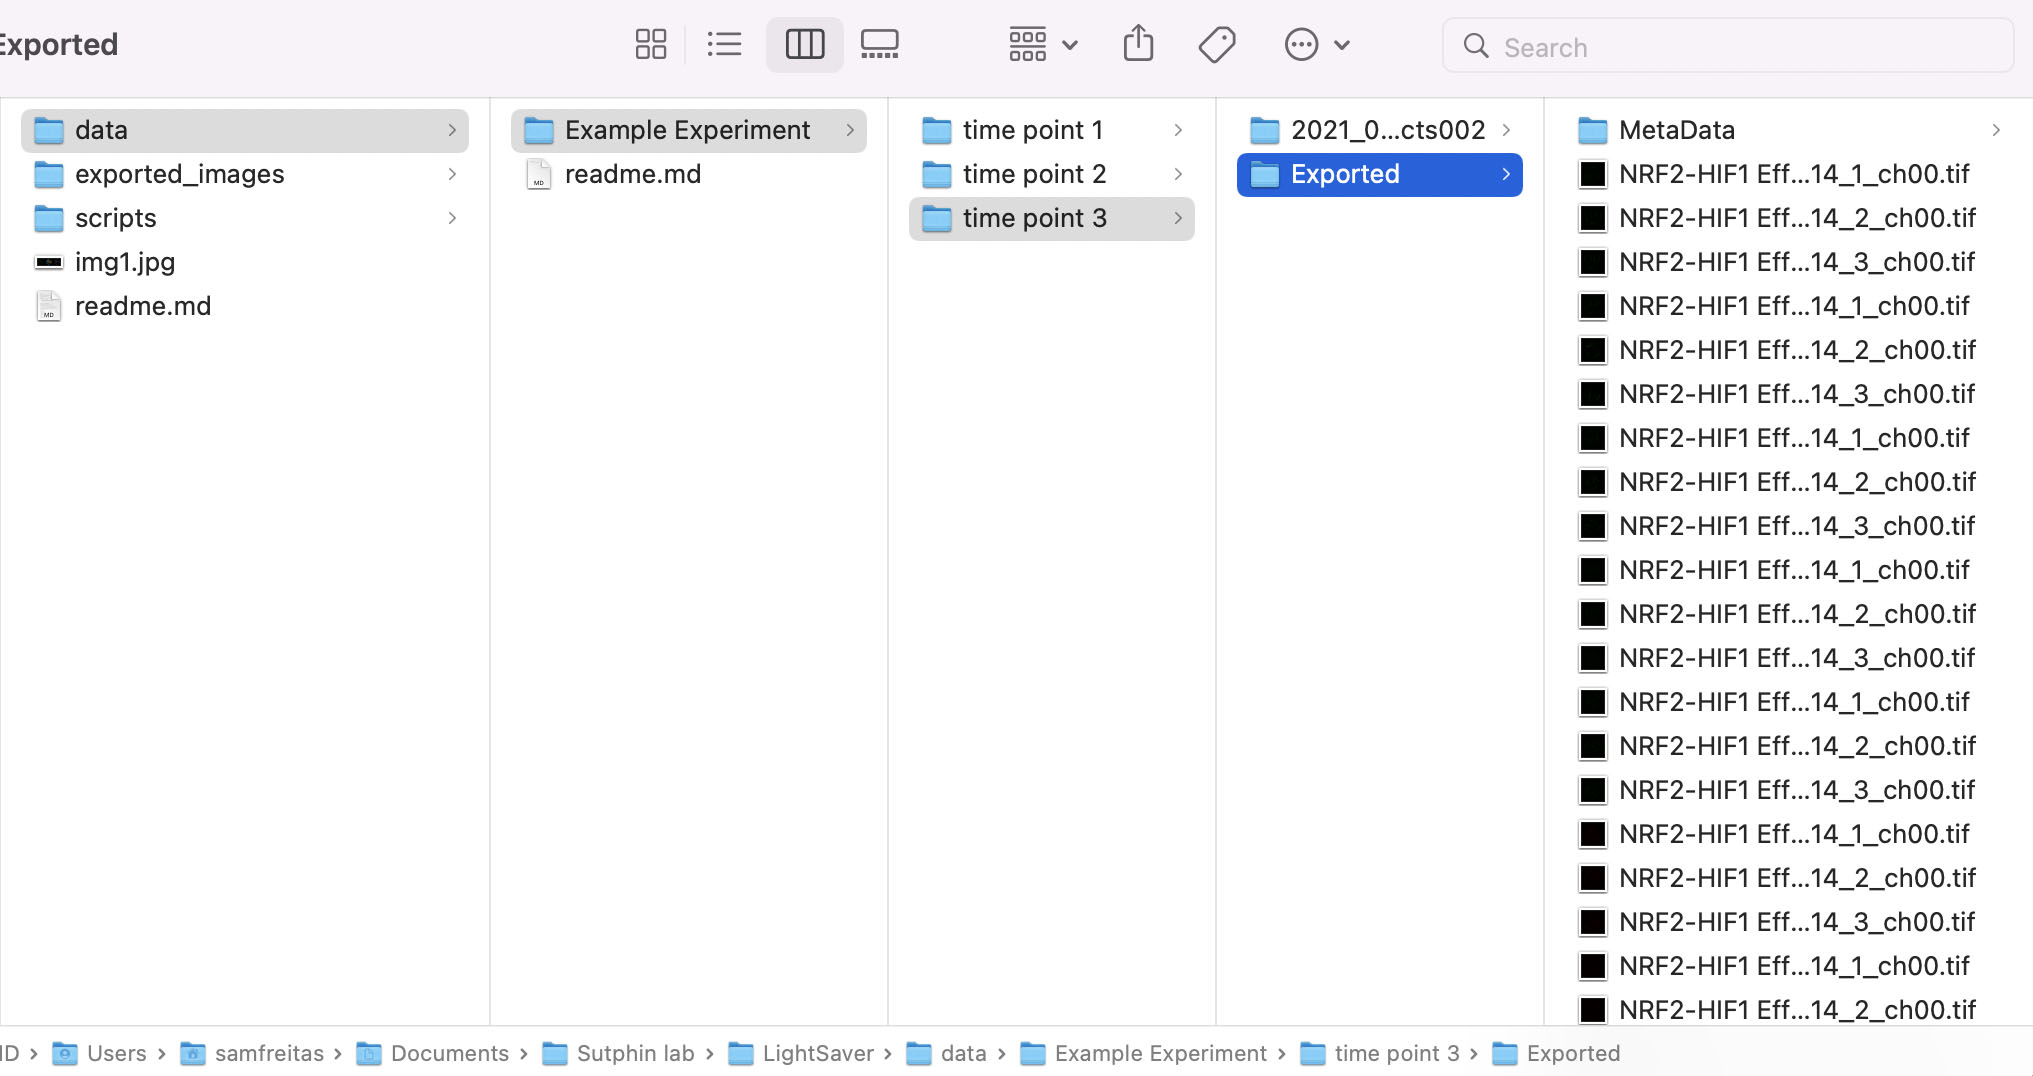 Exported
Search
data
exported_images
scripts
img1.jpg
readme.md
Example Experiment
readme.md
time point 1
time point 2
time point 3
2021_0...cts002
Exported
MetaData
NRF2-HIF1 Eff...14_1_ch00.tif
NRF2-HIF1 Eff...14_2_ch00.tif
NRF2-HIF1 Eff...14_3_ch00.tif
NRF2-HIF1 Eff...14_1_ch00.tif
NRF2-HIF1 Eff...14_2_ch00.tif
NRF2-HIF1 Eff...14_3_ch00.tif
NRF2-HIF1 Eff...14_1_ch00.tif
NRF2-HIF1 Eff...14_2_ch00.tif
NRF2-HIF1 Eff...14_3_ch00.tif
NRF2-HIF1 Eff...14_1_ch00.tif
NRF2-HIF1 Eff...14_2_ch00.tif
NRF2-HIF1 Eff...14_3_ch00.tif
NRF2-HIF1 Eff...14_1_ch00.tif
NRF2-HIF1 Eff...14_2_ch00.tif
NRF2-HIF1 Eff...14_3_ch00.tif
NRF2-HIF1 Eff...14_1_ch00.tif
NRF2-HIF1 Eff...14_2_ch00.tif
NRF2-HIF1 Eff...14_3_ch00.tif
NRF2-HIF1 Eff...14_1_ch00.tif
NRF2-HIF1 Eff...14_2_ch00.tif
Users › samfreitas › Documents › Sutphin lab › LightSaver › data › Example Experiment › time point 3 › Exported